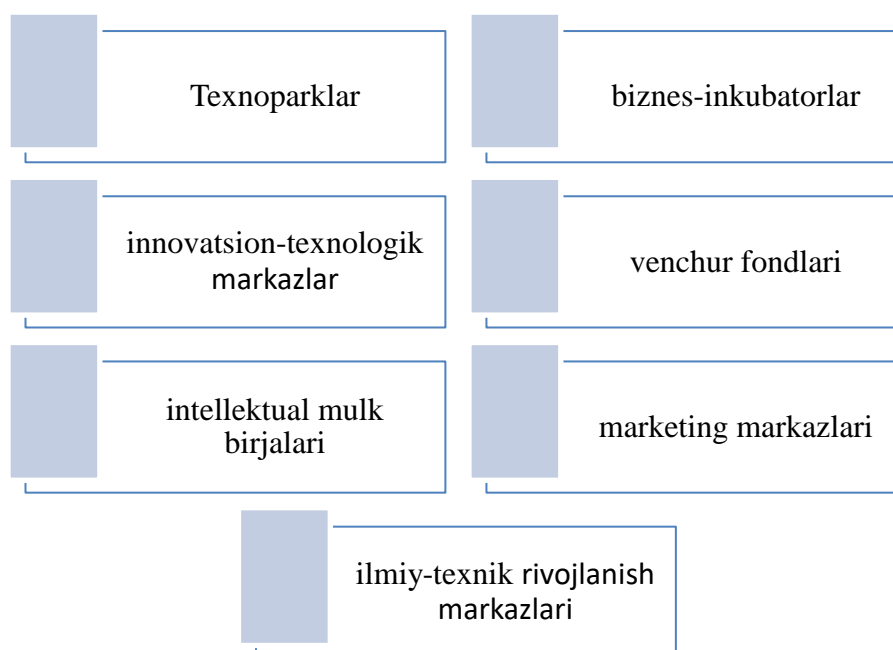 Texnoparklar
biznes-inkubatorlar
innovatsion-texnologik
markazlar
venchur fondlari
intellektual mulk
birjalari
marketing markazlari
ilmiy-texnik rivojlanish
markazlari